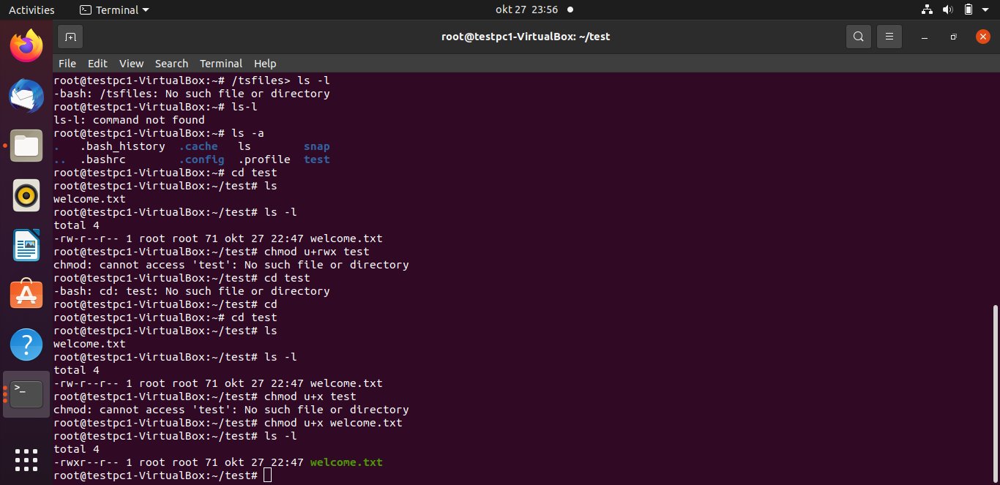 Activities Terminal okt 27 23:56
root@testpc1-VirtualBox: ~/test
File Edit View Search Terminal Help
root@testpc1-VirtualBox:~# /tsfiles> ls -l
-bash: /tsfiles: No such file or directory
root@testpc1-VirtualBox:~# ls-l
ls-l: command not found
root@testpc1-VirtualBox:~# ls -a
. .bash_history .cache ls snap
.. .bashrc .config .profile test
root@testpc1-VirtualBox:~# cd test
root@testpc1-VirtualBox:~/test# ls
welcome.txt
root@testpc1-VirtualBox:~/test# ls -l
total 4
-rw-r--r-- 1 root root 71 okt 27 22:47 welcome.txt
root@testpc1-VirtualBox:~/test# chmod u+rwx test
chmod: cannot access 'test': No such file or directory
root@testpc1-VirtualBox:~/test# cd test
-bash: cd: test: No such file or directory
root@testpc1-VirtualBox:~/test# cd
root@testpc1-VirtualBox:~# cd test
root@testpc1-VirtualBox:~/test# ls
welcome.txt
root@testpc1-VirtualBox:~/test# ls -l
total 4
-rw-r--r-- 1 root root 71 okt 27 22:47 welcome.txt
root@testpc1-VirtualBox:~/test# chmod u+x test
chmod: cannot access 'test': No such file or directory
root@testpc1-VirtualBox:~/test# chmod u+x welcome.txt
root@testpc1-VirtualBox:~/test# ls -l
total 4
-rwxr--r-- 1 root root 71 okt 27 22:47 welcome.txt
root@testpc1-VirtualBox:~/test#